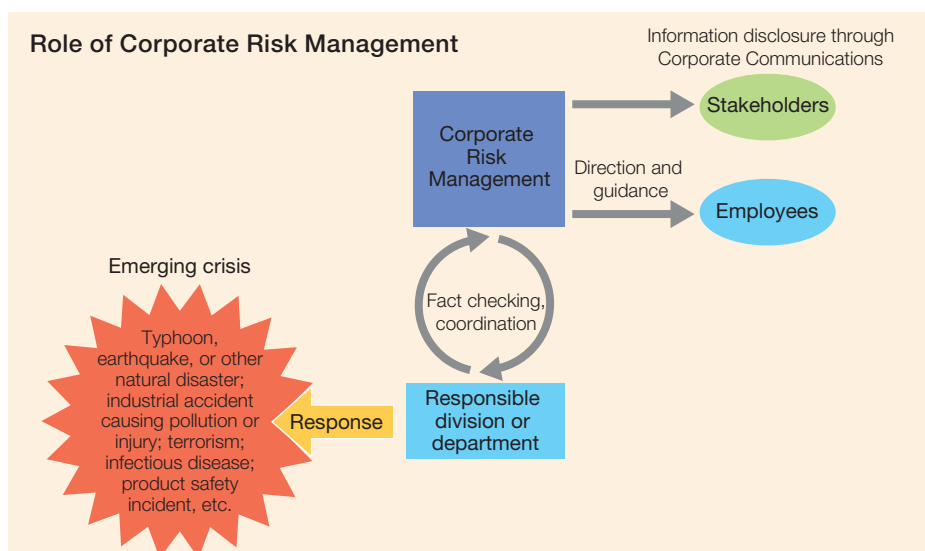 Role of Corporate Risk Management
Information disclosure through
Corporate Communications
Stakeholders
Corporate
Risk
Management
Direction and
guidance
Employees
Emerging crisis
Fact checking,
coordination
Typhoon,
earthquake, or other
natural disaster;
industrial accident
causing pollution or
injury; terrorism;
infectious disease;
product safety
incident, etc.
Response
Responsible
division or
department